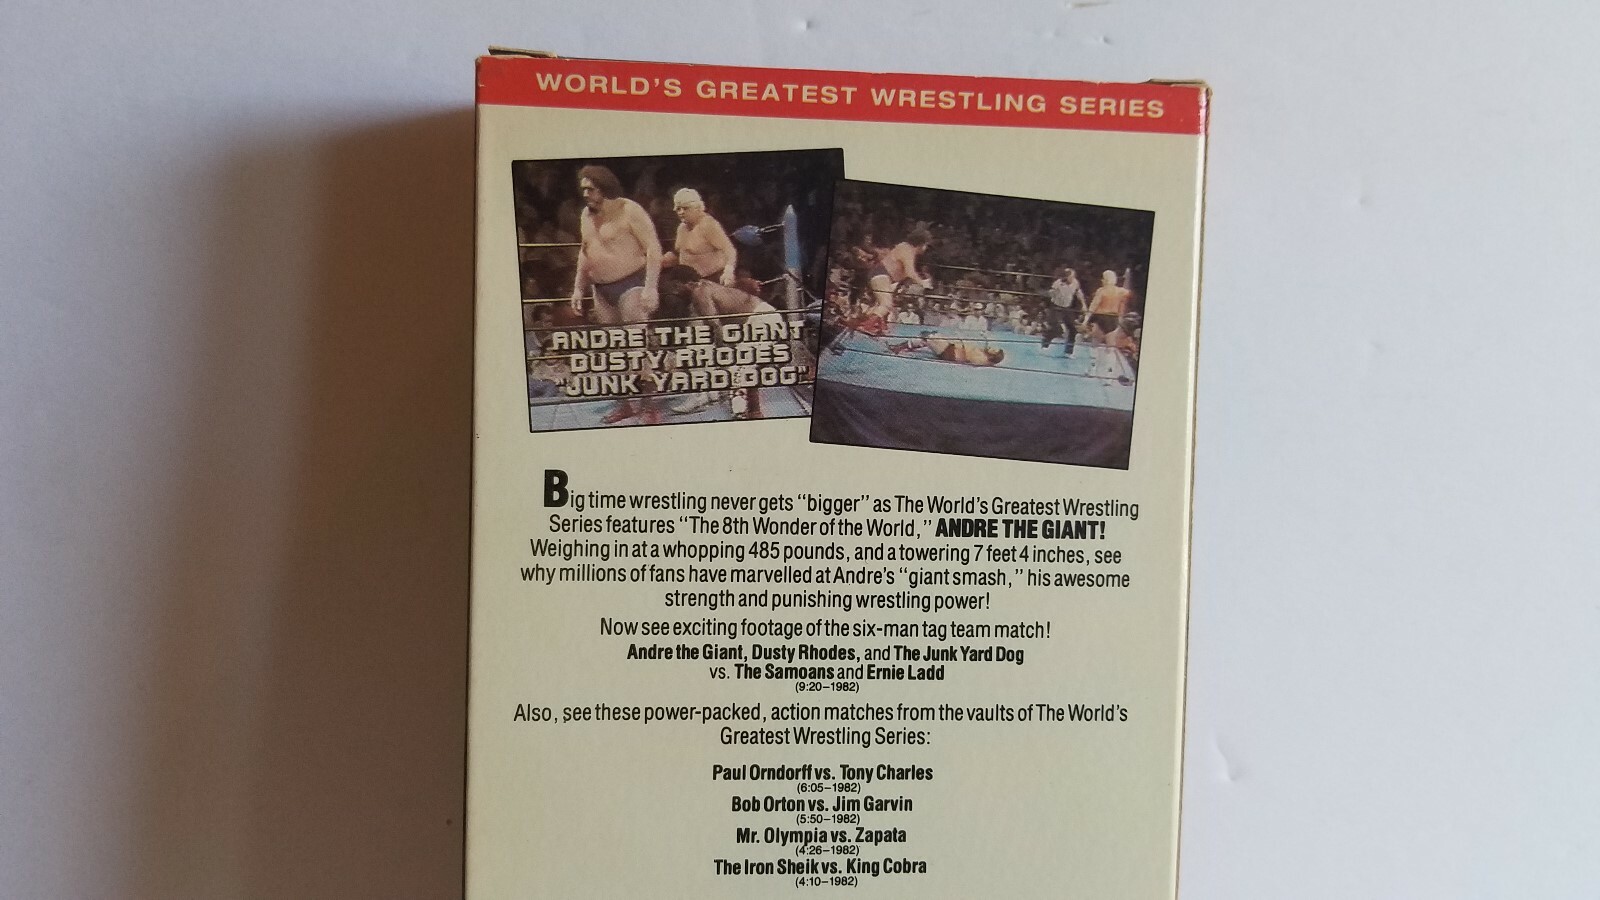 WORLD'S GREATEST WRESTLING SERIES
ANDRE THE GIANT
DUSTY RHODES
"JUNK YARD DOG"
Big time wrestling never gets "bigger" as The World's Greatest Wrestling
Series features "The 8th Wonder of the World," ANDRE THE GIANT!
Weighing in at a whopping 485 pounds, and a towering 7 feet 4 inches, see
why millions of fans have marvelled at Andre's "giant smash," his awesome
strength and punishing wrestling power!
Now see exciting footage of the six-man tag team match!
Andre the Giant, Dusty Rhodes, and The Junk Yard Dog
vs. The Samoans and Ernie Ladd
(9:20–1982)
Also, see these power-packed, action matches from the vaults of The World's
Greatest Wrestling Series:
Paul Orndorff vs. Tony Charles
(6:05–1982)
Bob Orton vs. Jim Garvin
(5:50–1982)
Mr. Olympia vs. Zapata
(4:26–1982)
The Iron Sheik vs. King Cobra
(4:10–1982)